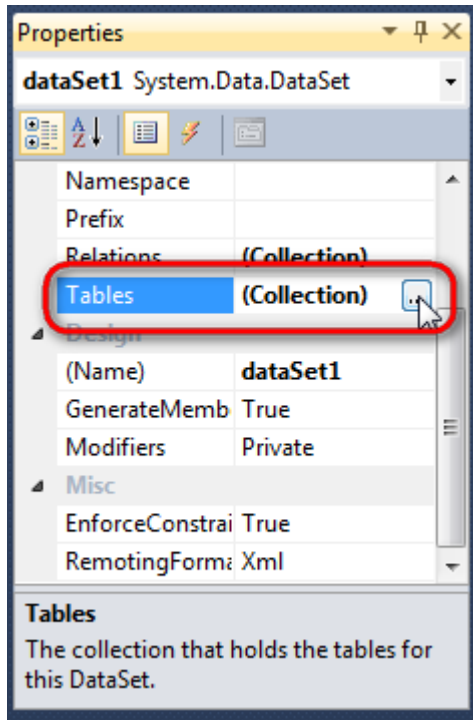 Properties
dataSet1 System.Data.DataSet
Namespace
Prefix
Relations (Collection)
Tables (Collection) ...
Design
(Name) dataSet1
GenerateMemb True
Modifiers Private
Misc
EnforceConstrai True
RemotingForma Xml
Tables
The collection that holds the tables for
this DataSet.